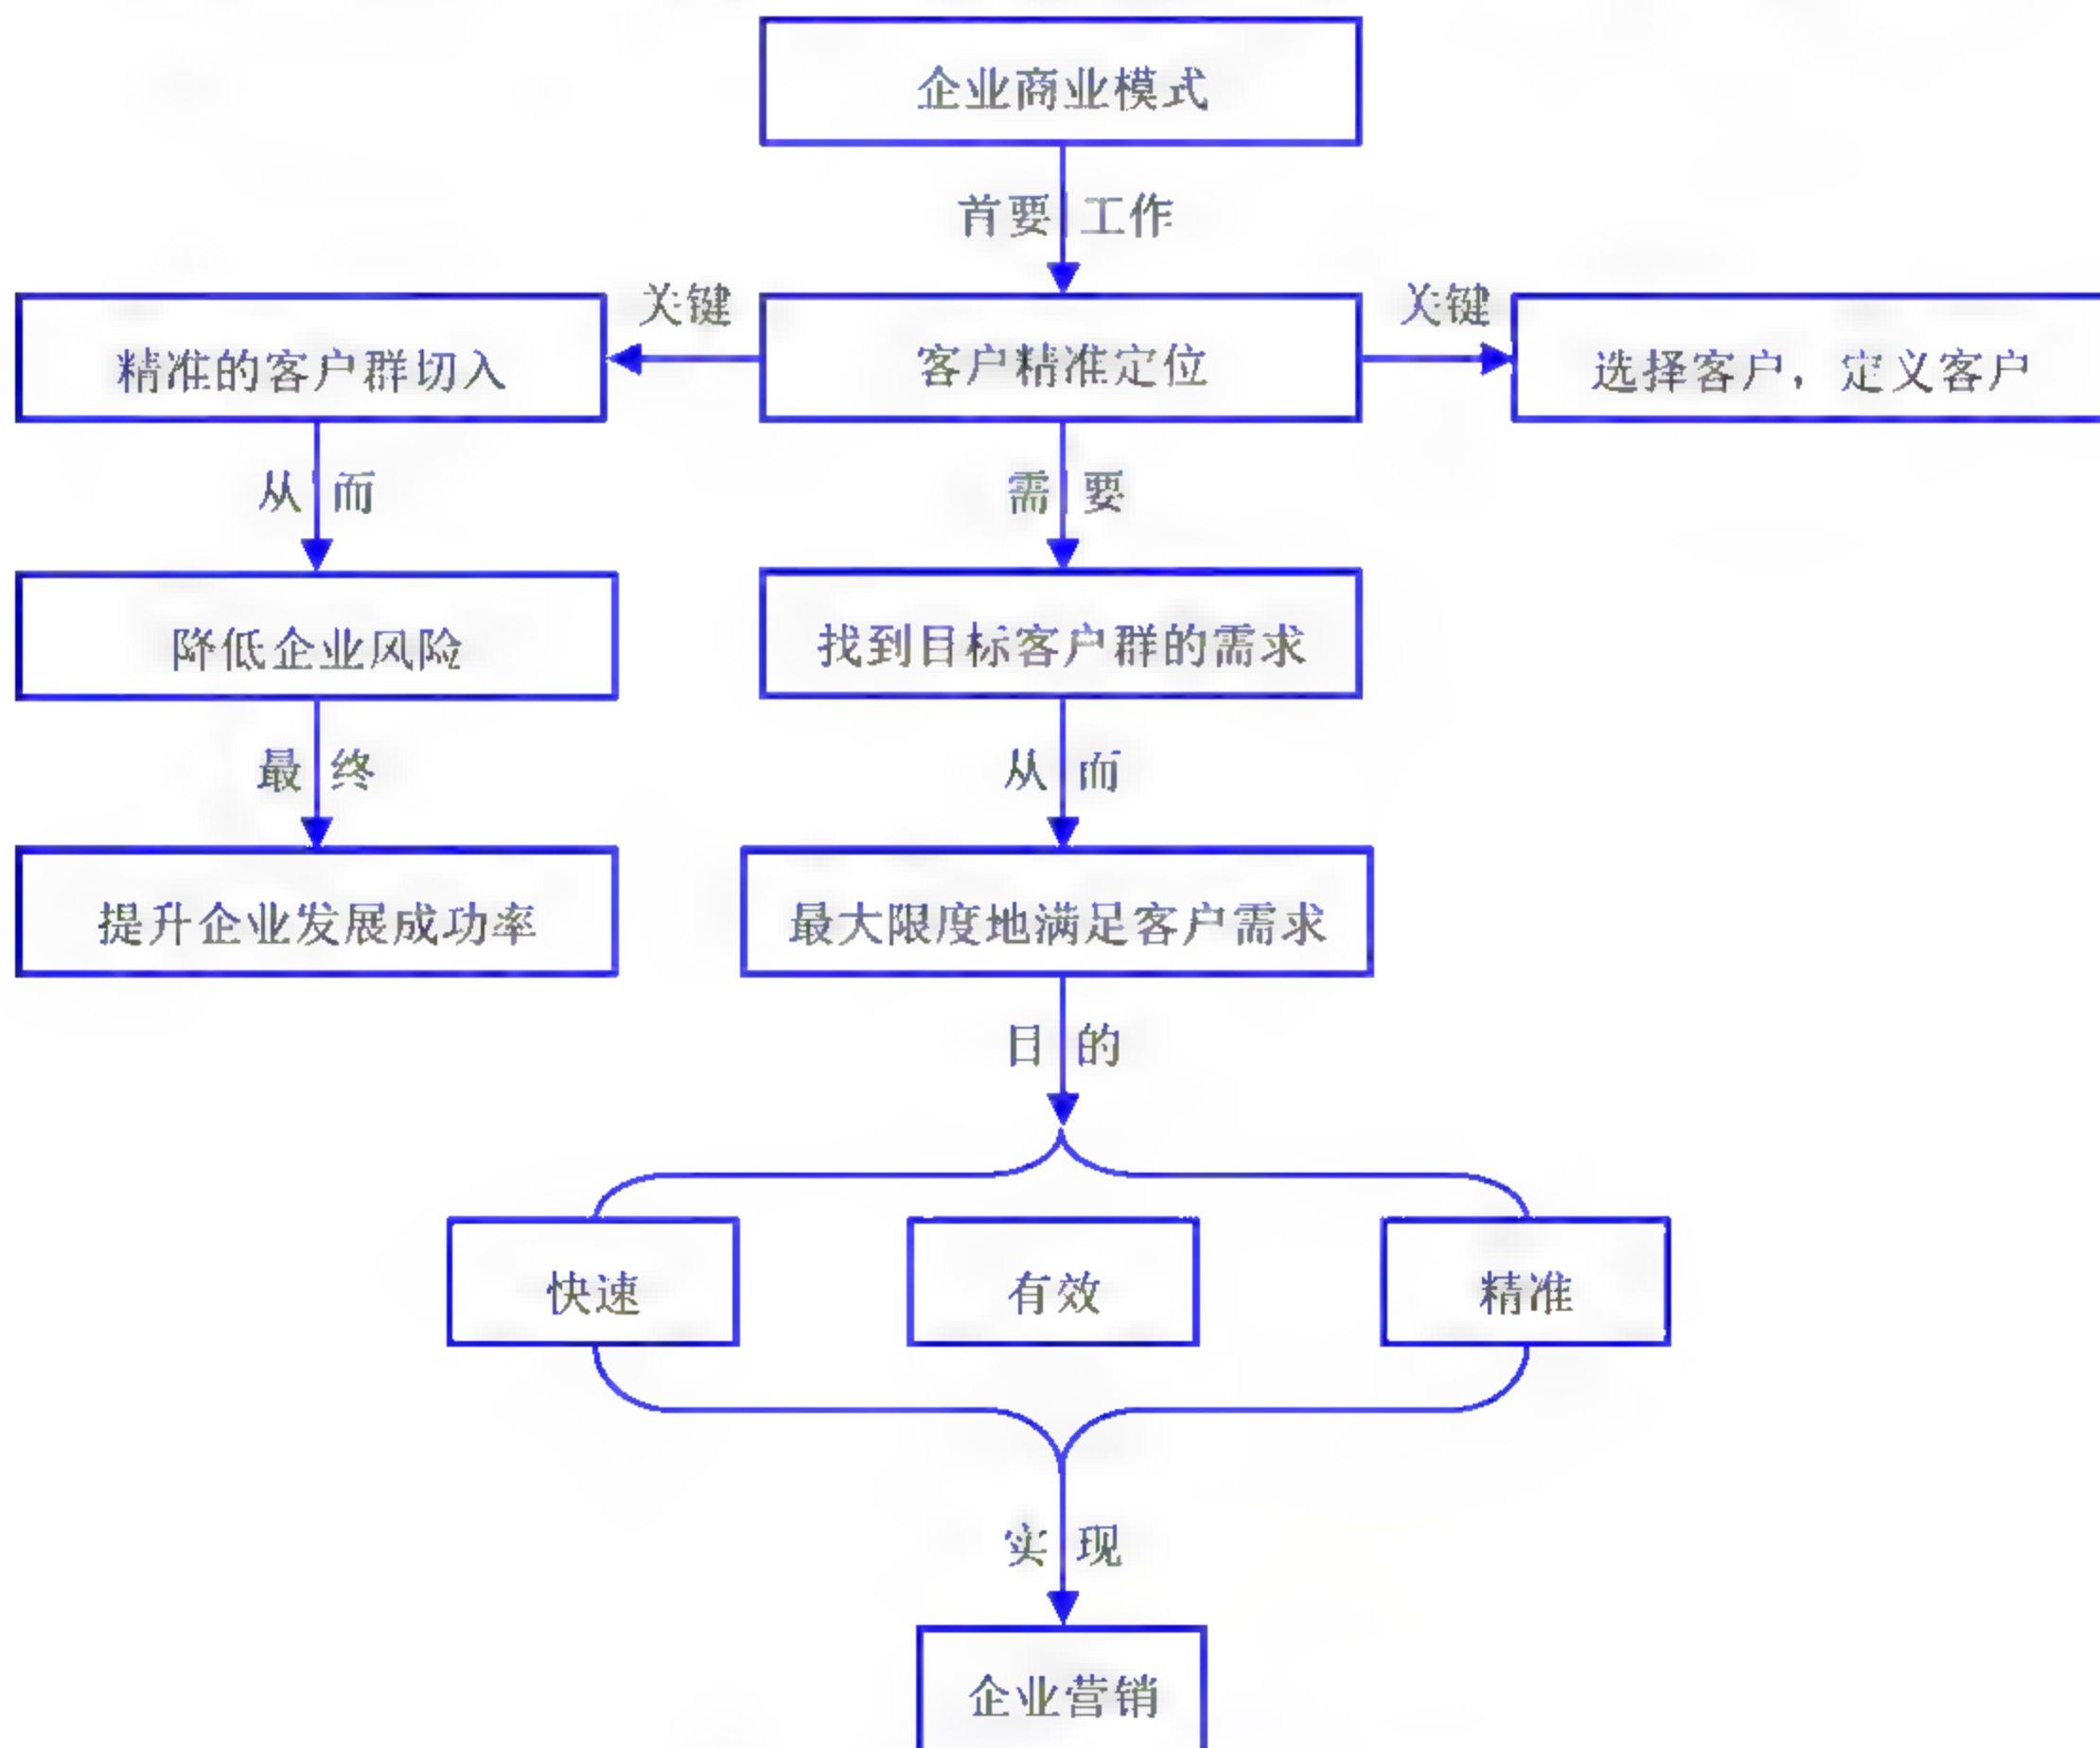 企业商业模式
首要工作
关键
关键
精准的客户群切入
客户精准定位
选择客户，定义客户
从而
需要
降低企业风险
找到目标客户群的需求
最终
从而
提升企业发展成功率
最大限度地满足客户需求
目的
快速
有效
精准
实现
企业营销